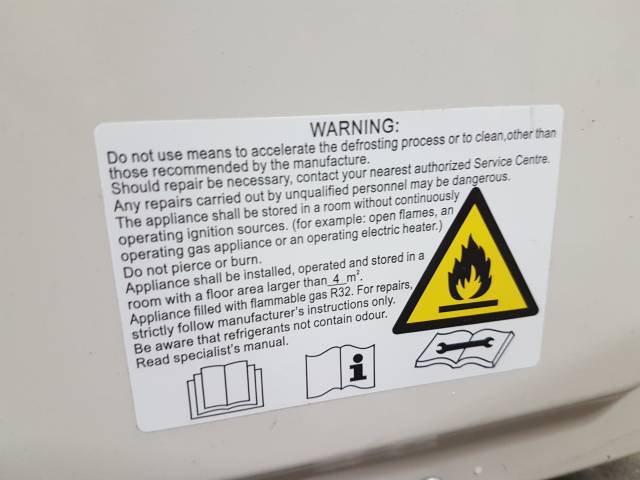 WARNING:
Do not use means to accelerate the defrosting process or to clean,other than
those recommended by the manufacture.
Should repair be necessary, contact your nearest authorized Service Centre.
Any repairs carried out by unqualified personnel may be dangerous.
The appliance shall be stored in a room without continuously
operating ignition sources. (for example: open flames, an
operating gas appliance or an operating electric heater.)
Do not pierce or burn.
Appliance shall be installed, operated and stored in a
room with a floor area larger than 4 m².
Appliance filled with flammable gas R32. For repairs,
strictly follow manufacturer's instructions only.
Be aware that refrigerants not contain odour.
Read specialist's manual.